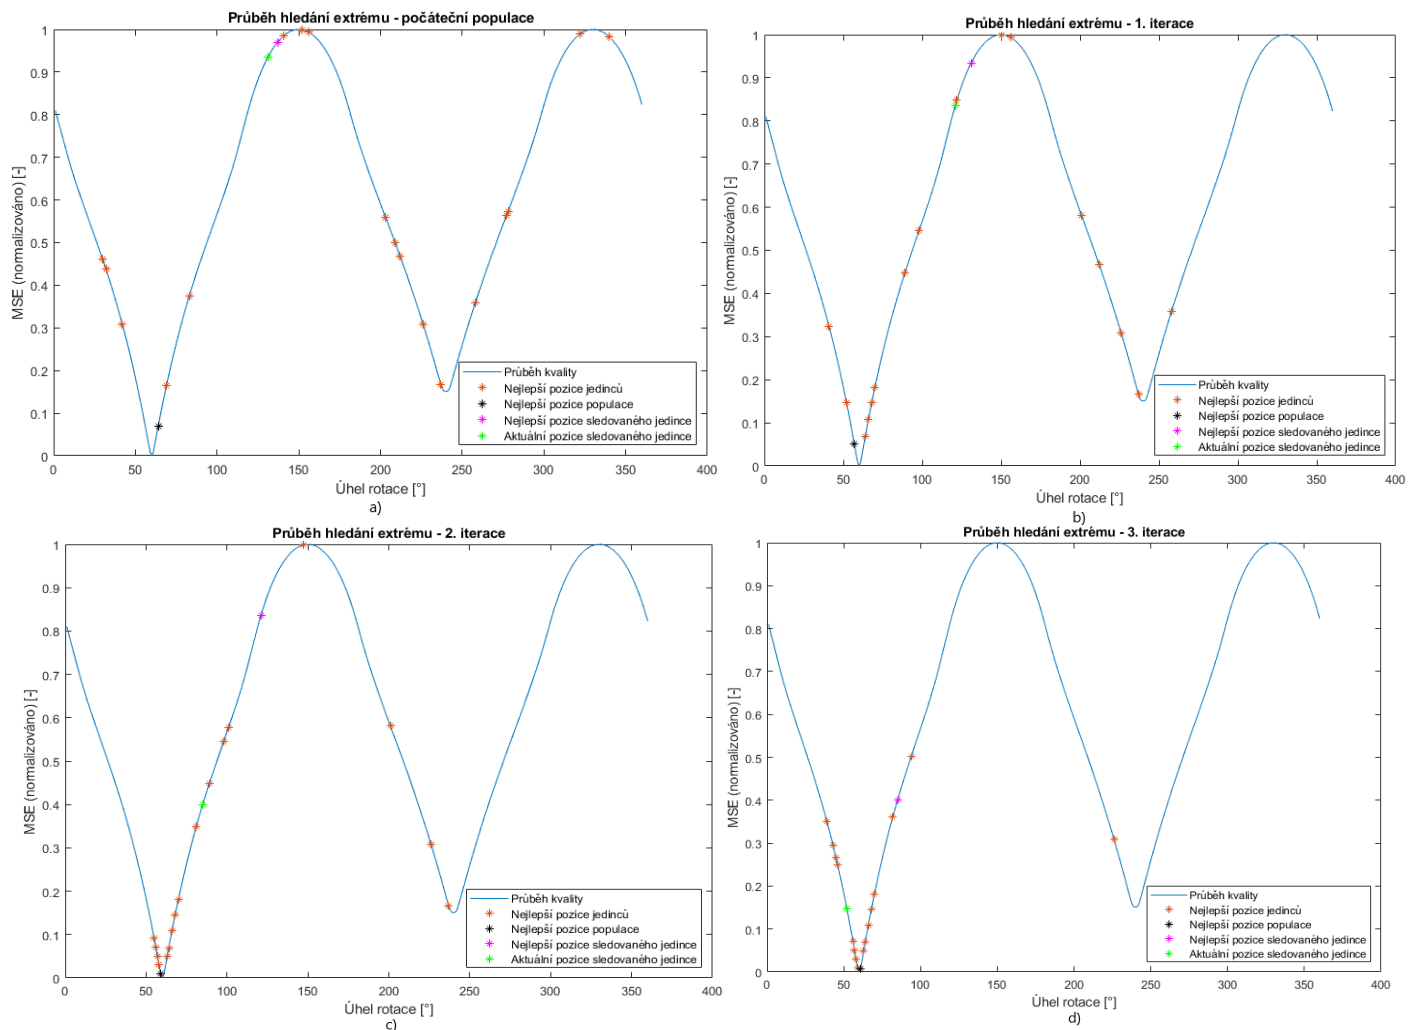 Průběh hledání extrému - počáteční populace
MSE (normalizováno) [-]
1
0.9
0.8
0.7
0.6
0.5
0.4
0.3
0.2
0.1
0
Průběh kvality
Nejlepší pozice jedinců
Nejlepší pozice populace
Nejlepší pozice sledovaného jedince
Aktuální pozice sledovaného jedince
0 50 100 150 200 250 300 350 400
Úhel rotace [°]
a)
Průběh hledání extrému - 1. iterace
MSE (normalizováno) [-]
1
0.9
0.8
0.7
0.6
0.5
0.4
0.3
0.2
0.1
0
Průběh kvality
Nejlepší pozice jedinců
Nejlepší pozice populace
Nejlepší pozice sledovaného jedince
Aktuální pozice sledovaného jedince
0 50 100 150 200 250 300 350 400
Úhel rotace [°]
b)
Průběh hledání extrému - 2. iterace
MSE (normalizováno) [-]
1
0.9
0.8
0.7
0.6
0.5
0.4
0.3
0.2
0.1
0
Průběh kvality
Nejlepší pozice jedinců
Nejlepší pozice populace
Nejlepší pozice sledovaného jedince
Aktuální pozice sledovaného jedince
0 50 100 150 200 250 300 350 400
Úhel rotace [°]
c)
Průběh hledání extrému - 3. iterace
MSE (normalizováno) [-]
1
0.9
0.8
0.7
0.6
0.5
0.4
0.3
0.2
0.1
0
Průběh kvality
Nejlepší pozice jedinců
Nejlepší pozice populace
Nejlepší pozice sledovaného jedince
Aktuální pozice sledovaného jedince
0 50 100 150 200 250 300 350 400
Úhel rotace [°]
d)